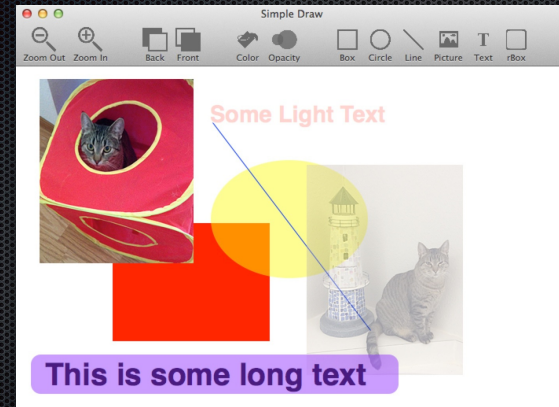 Simple Draw
Zoom Out Zoom In Back Front Color Opacity Box Circle Line Picture Text rBox
Some Light Text
This is some long text